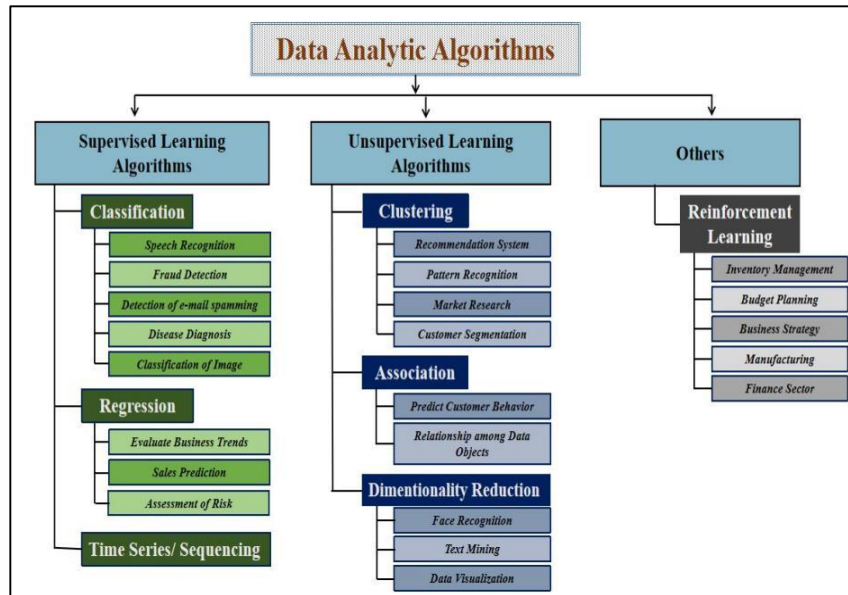 Data Analytic Algorithms
Supervised Learning
Algorithms
Classification
Speech Recognition
Fraud Detection
Detection of e-mail spamming
Disease Diagnosis
Classification of Image
Regression
Evaluate Business Trends
Sales Prediction
Assessment of Risk
Time Series/ Sequencing
Unsupervised Learning
Algorithms
Clustering
Recommendation System
Pattern Recognition
Market Research
Customer Segmentation
Association
Predict Customer Behavior
Relationship among Data
Objects
Dimentionality Reduction
Face Recognition
Text Mining
Data Visualization
Others
Reinforcement
Learning
Inventory Management
Budget Planning
Business Strategy
Manufacturing
Finance Sector